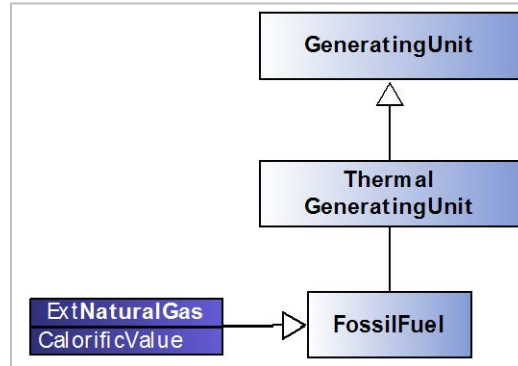 GeneratingUnit
Thermal
GeneratingUnit
ExtNaturalGas
CalorificValue
FossilFuel